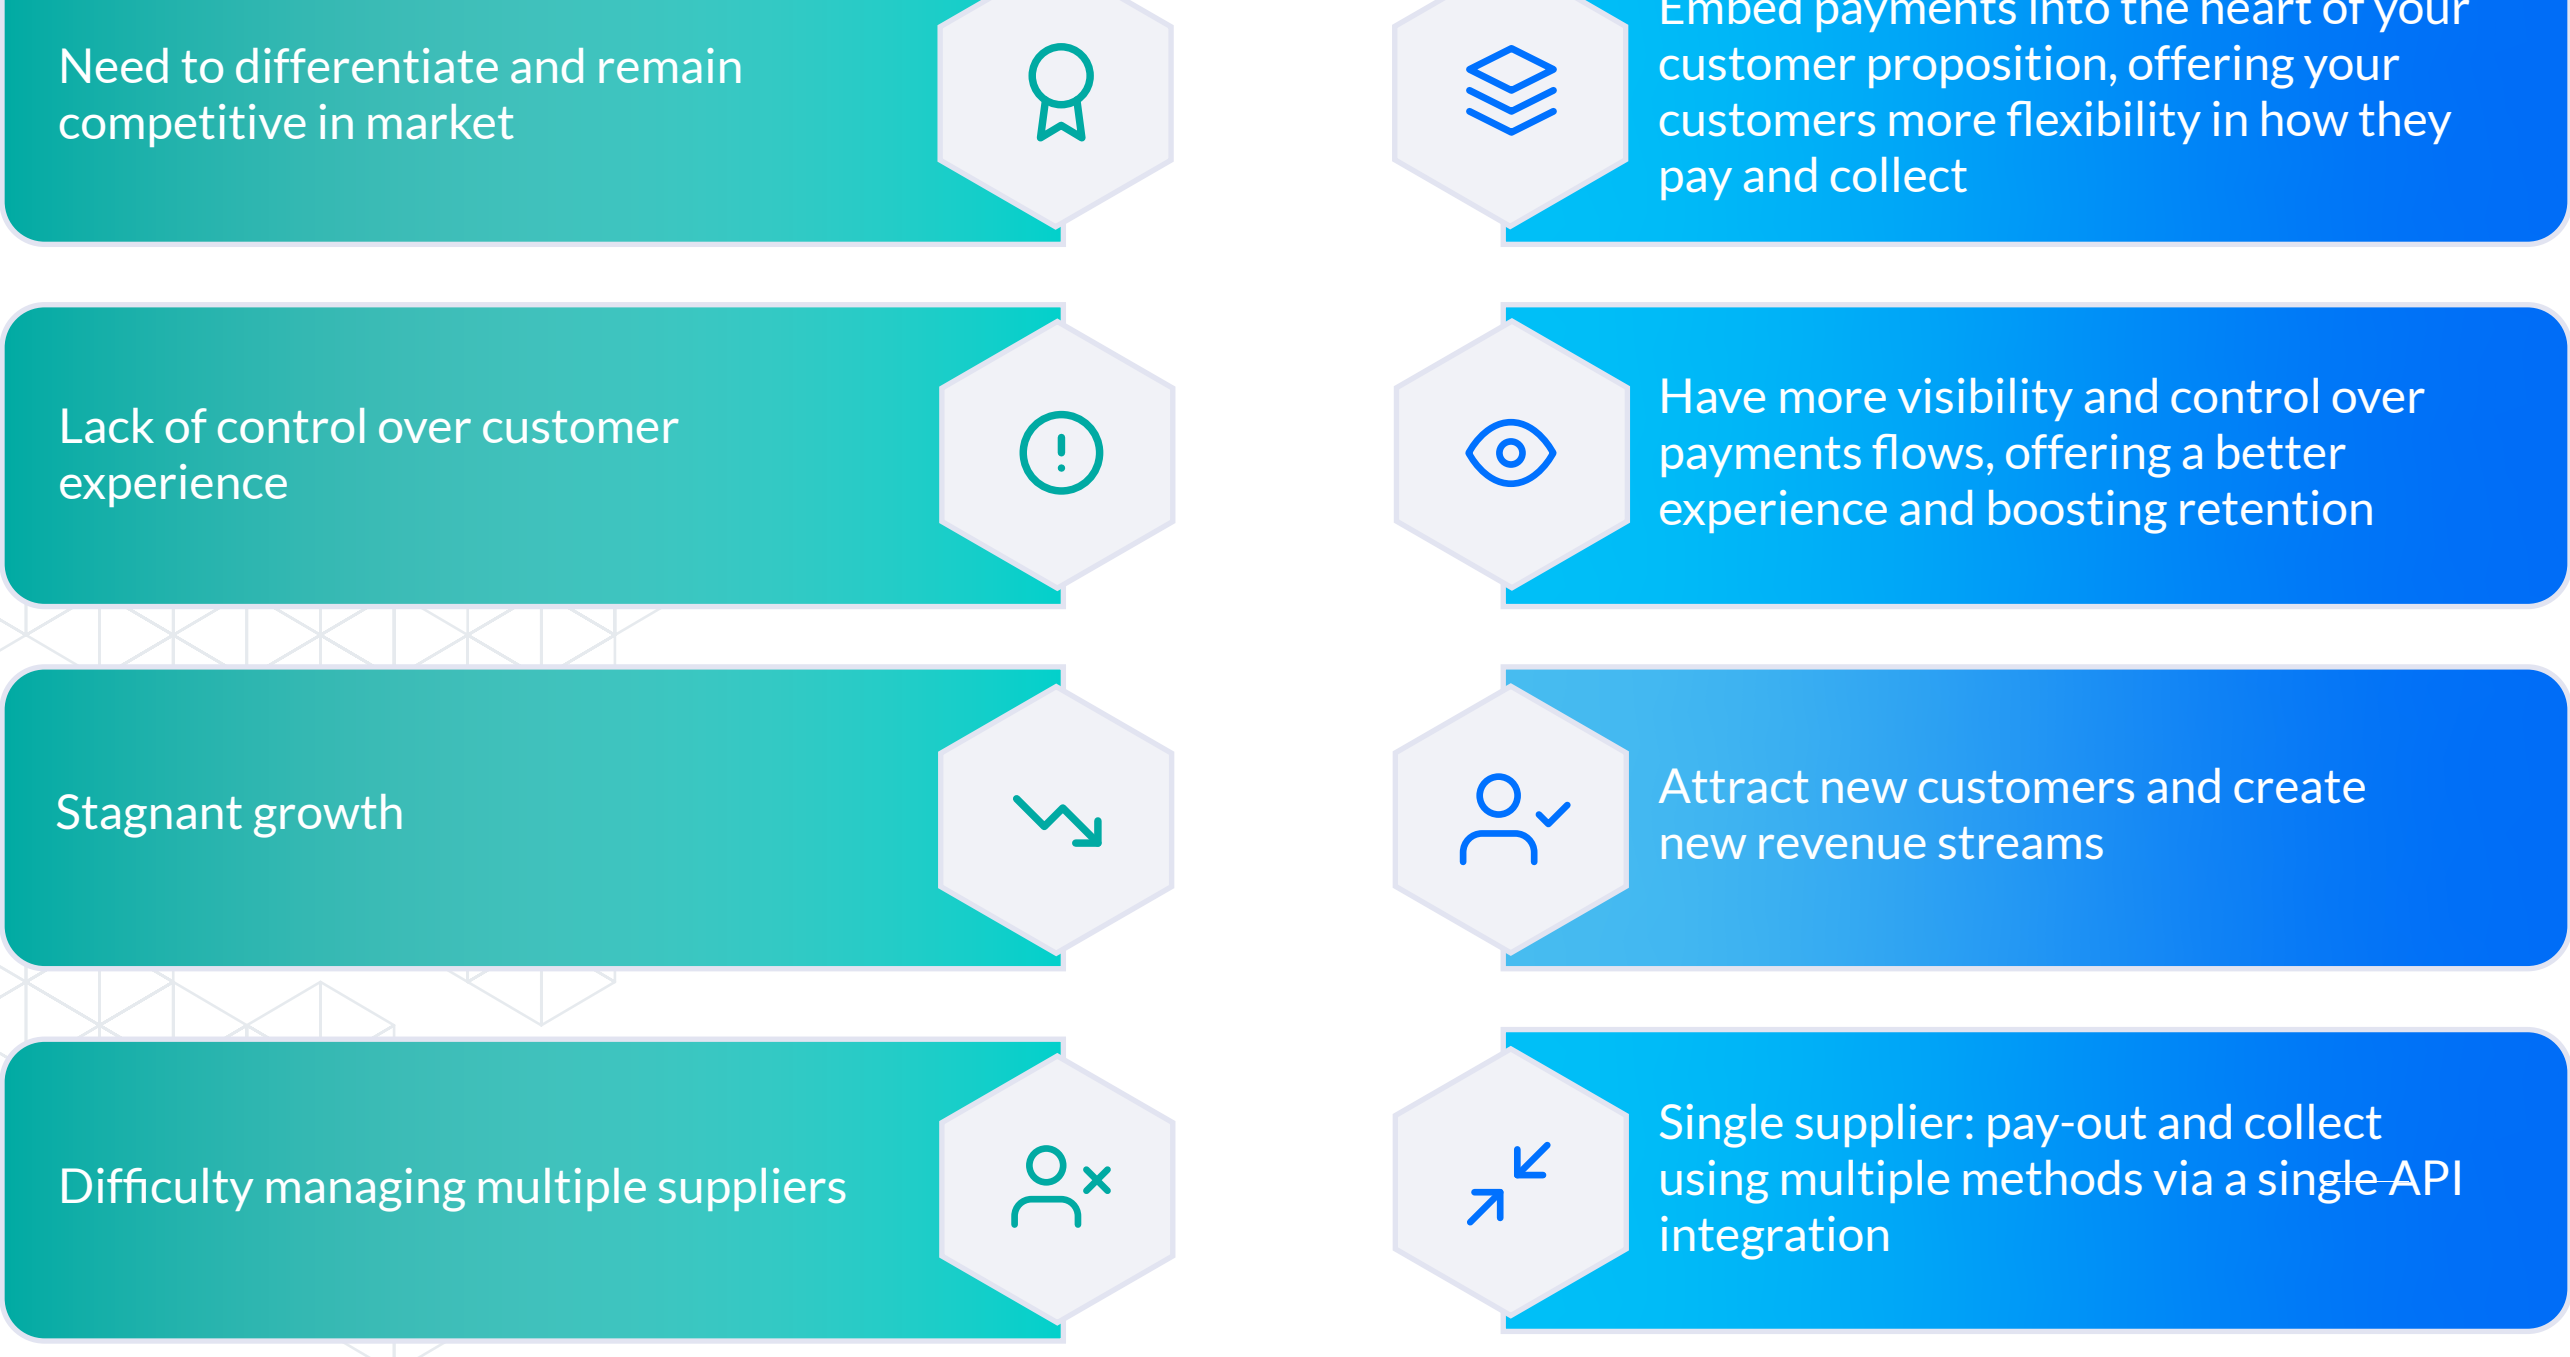 Need to differentiate and remain
competitive in market
Embed payments into the heart of your
customer proposition, offering your
customers more flexibility in how they
pay and collect
Lack of control over customer
experience
Have more visibility and control over
payments flows, offering a better
experience and boosting retention
Stagnant growth
Attract new customers and create
new revenue streams
Difficulty managing multiple suppliers
Single supplier: pay-out and collect
using multiple methods via a single API
integration